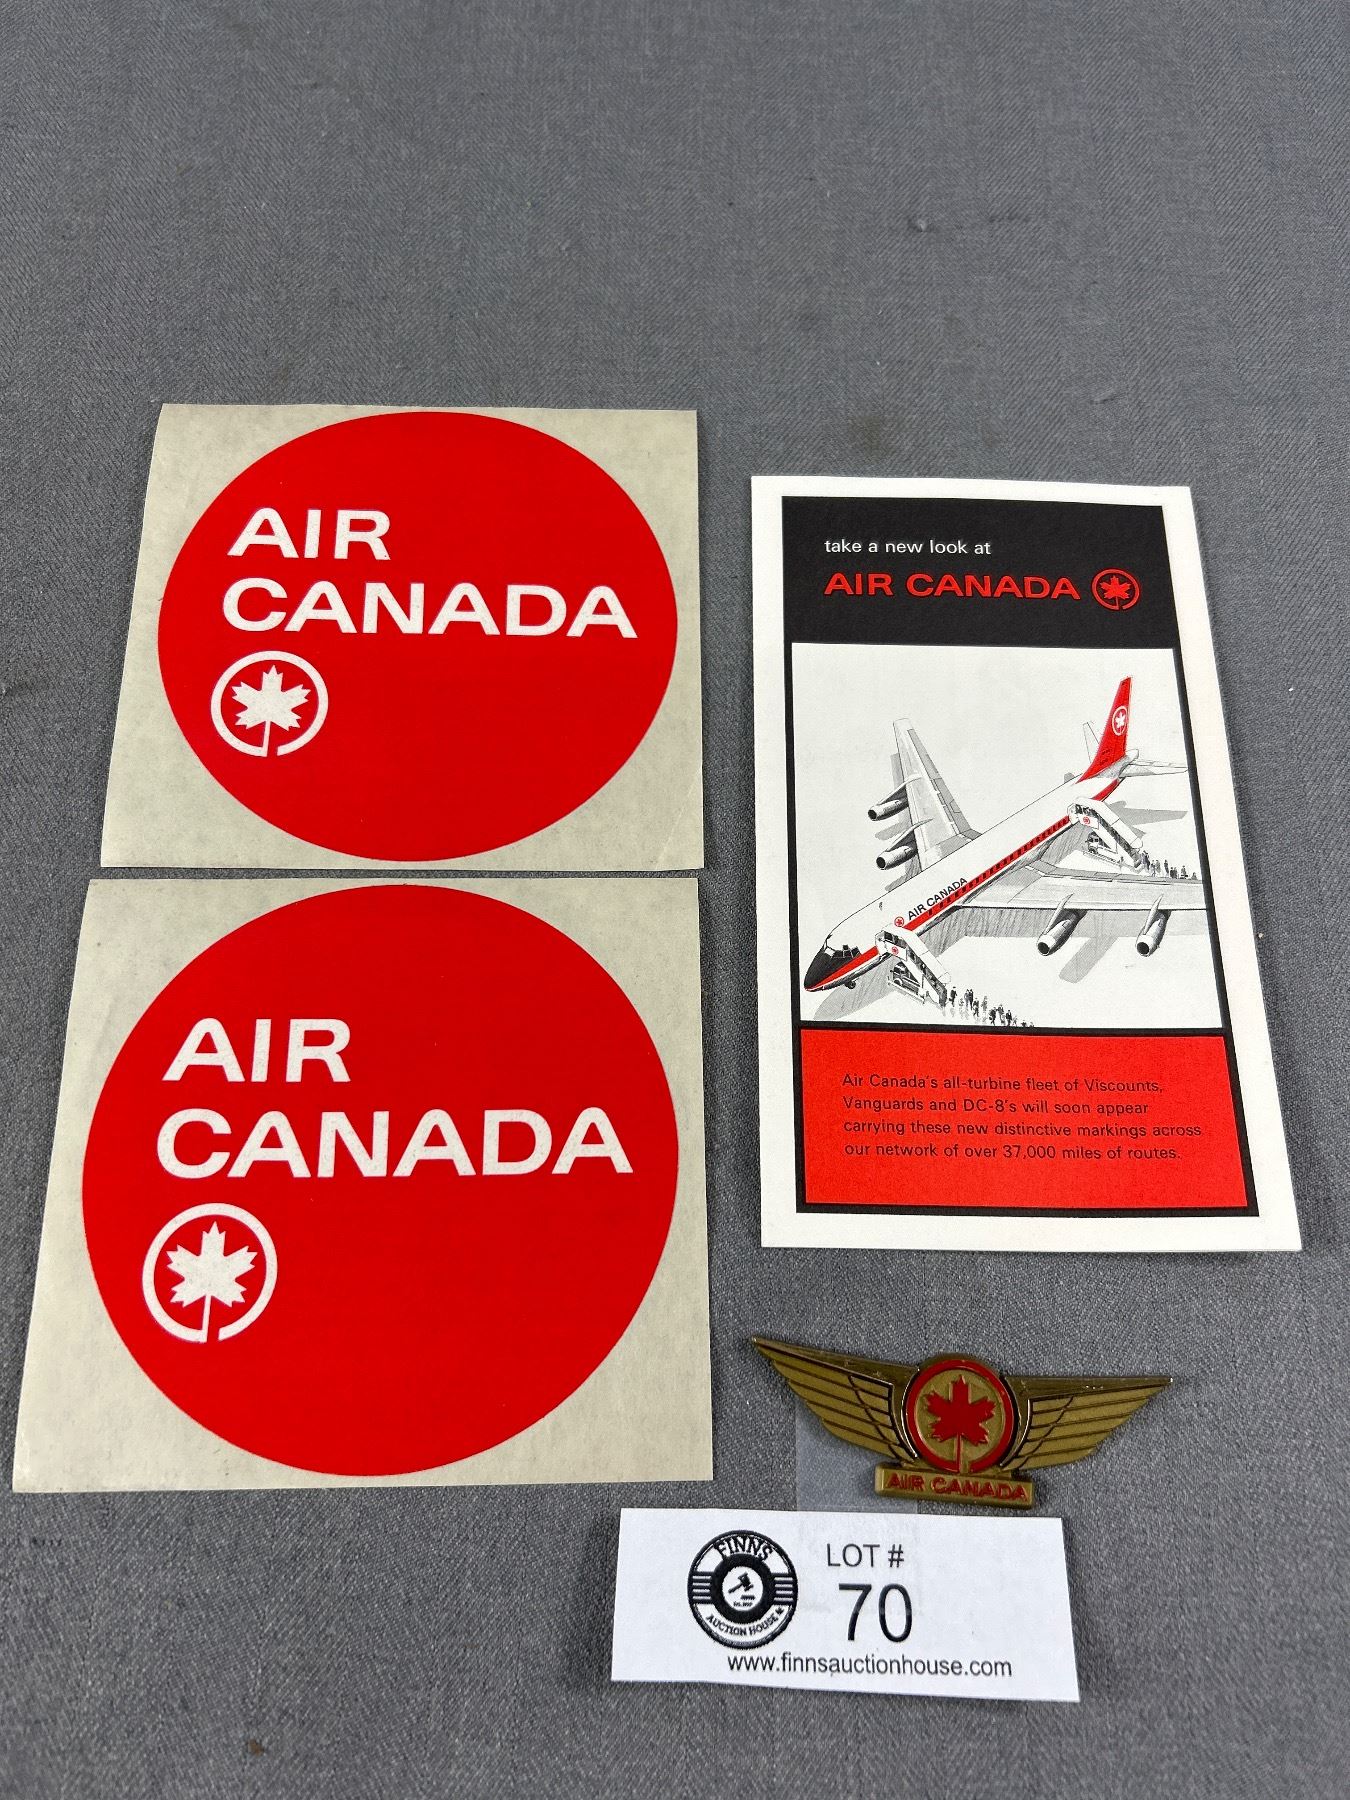 AIR
CANADA
AIR
CANADA
take a new look at
AIR CANADA
AIR CANADA
Air Canada's all-turbine fleet of Viscounts,
Vanguards and DC-8's will soon appear
carrying these new distinctive markings across
our network of over 37,000 miles of routes.
AIR CANADA
FINNS
AUCTION HOUSE
LOT #
70
www.finnsauctionhouse.com